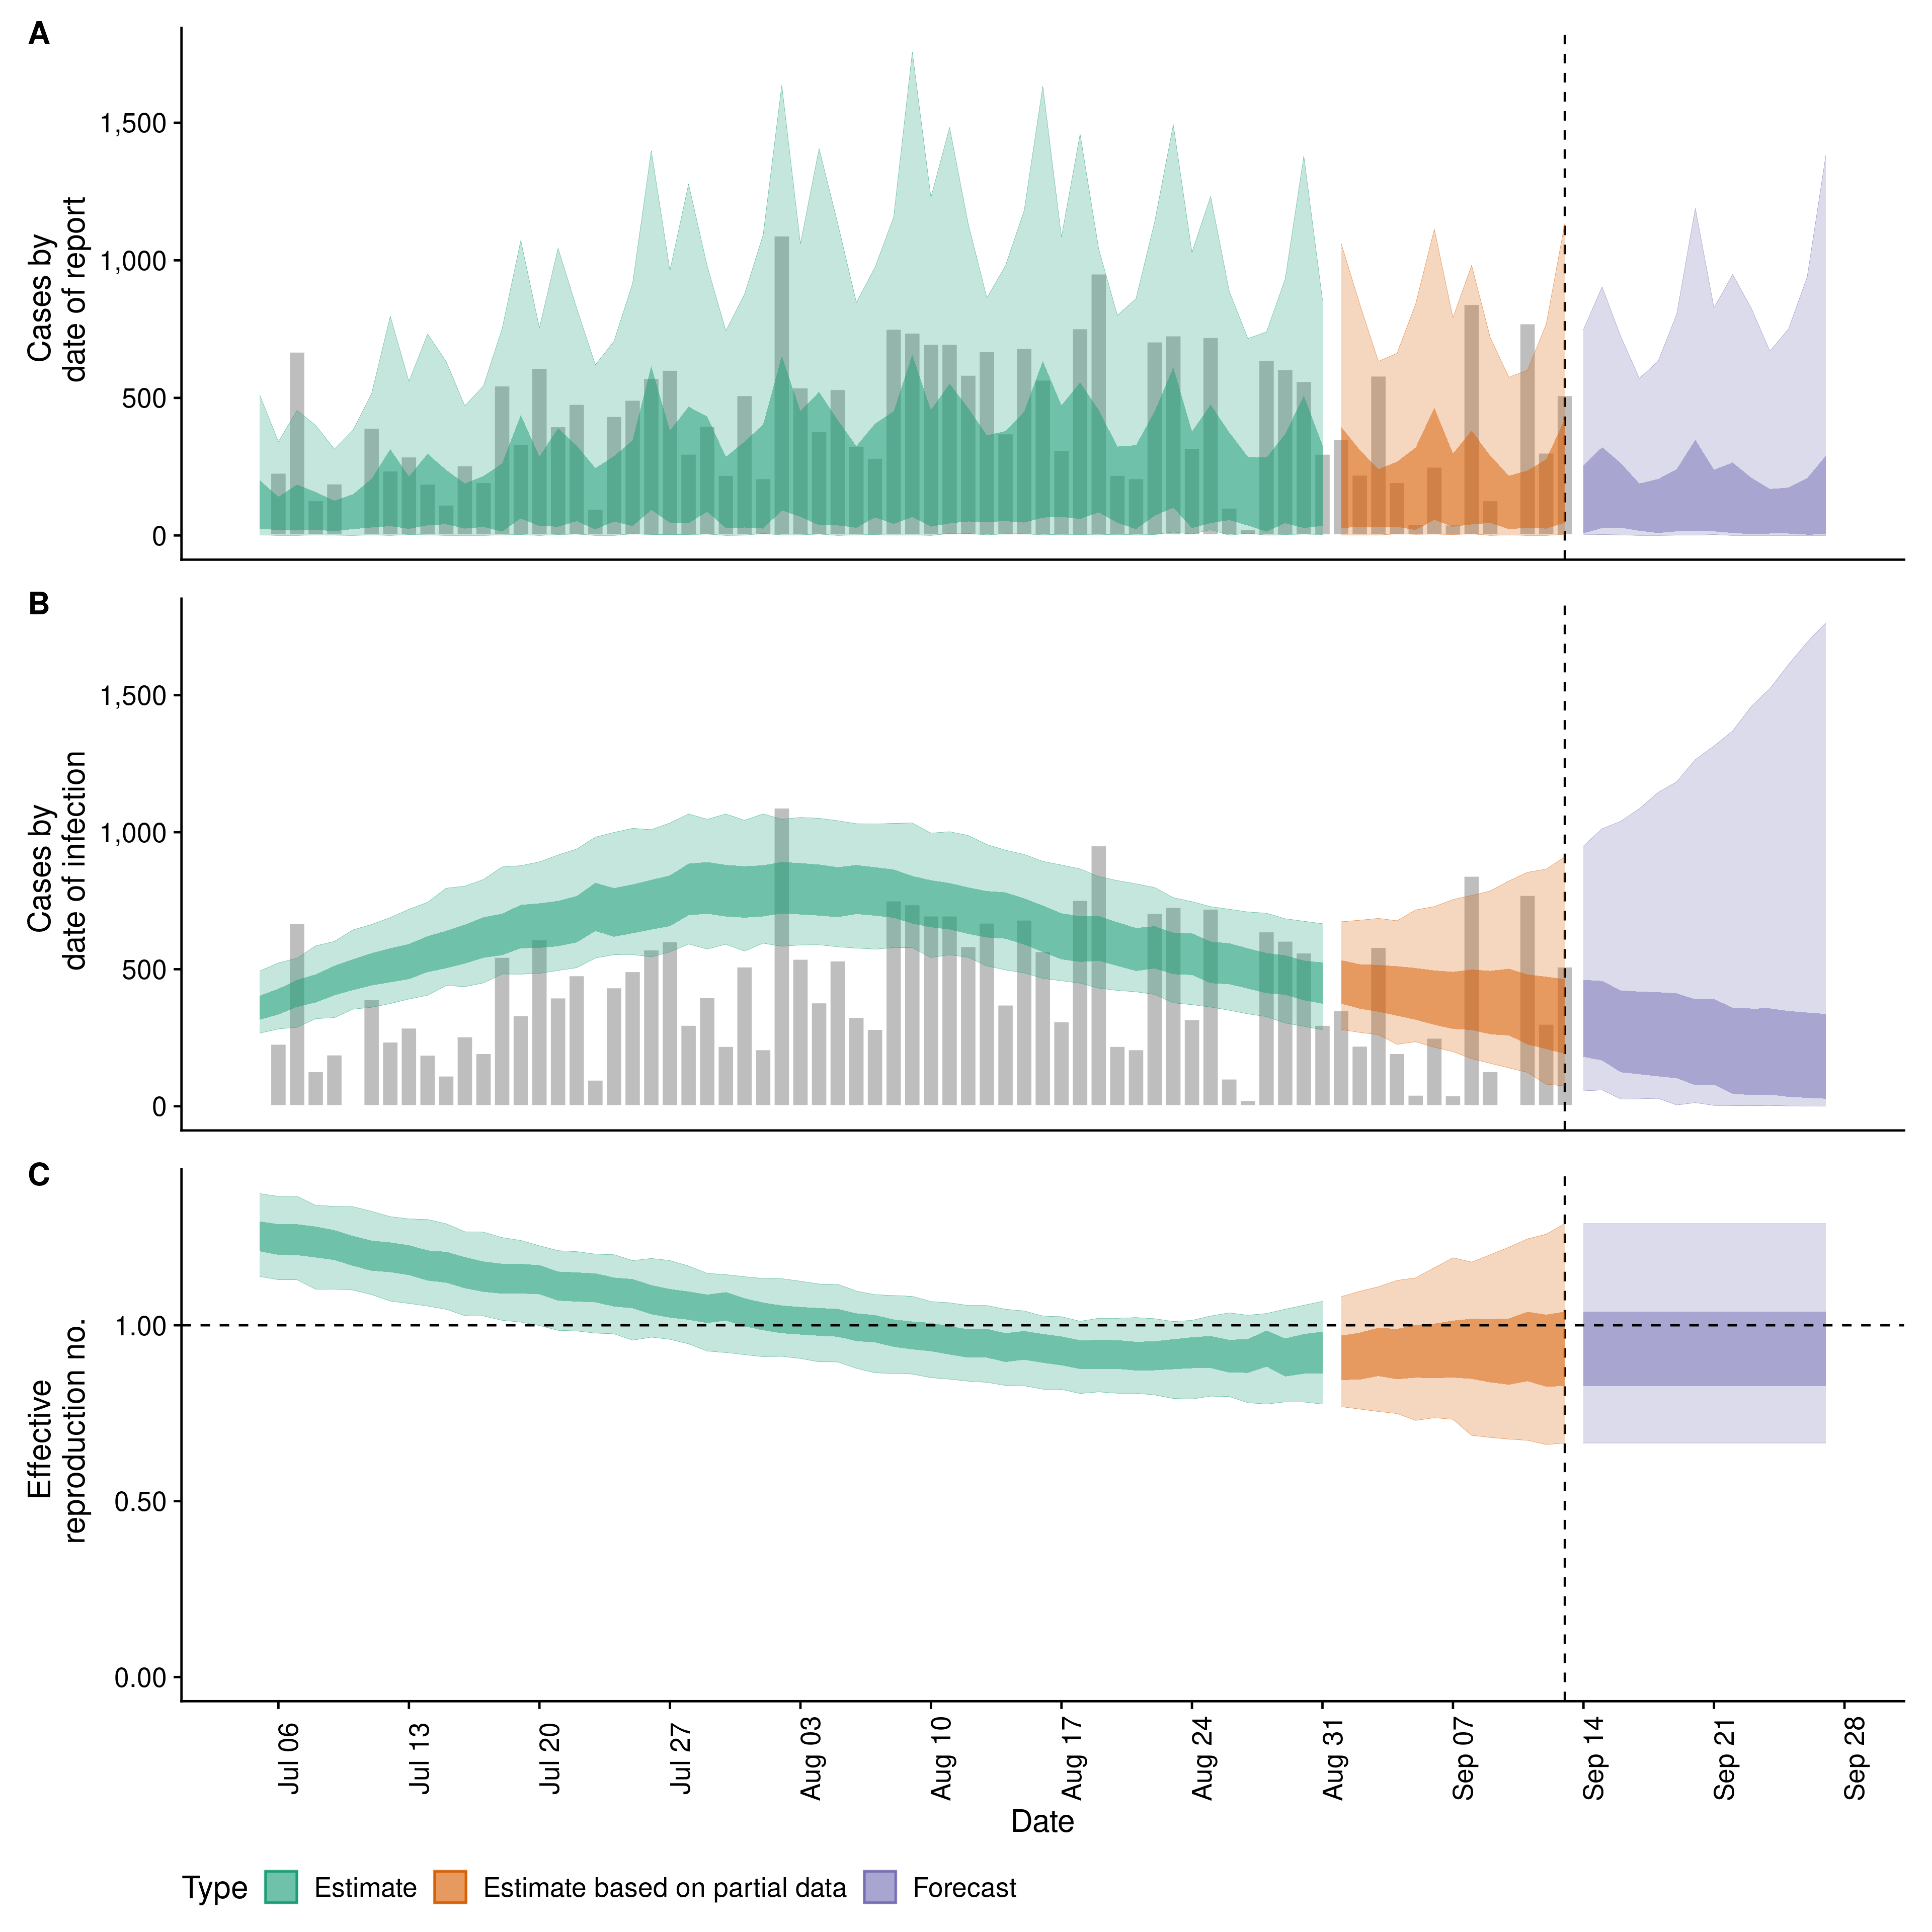 A
Cases by
date of report
1,500
1,000
500
0
B
Cases by
date of infection
1,500
1,000
500
0
C
Effective
reproduction no.
1.00
0.50
0.00
Jul 06
Jul 13
Jul 20
Jul 27
Aug 03
Aug 10
Aug 17
Aug 24
Aug 31
Sep 07
Sep 14
Sep 21
Sep 28
Date
Type
Estimate
Estimate based on partial data
Forecast